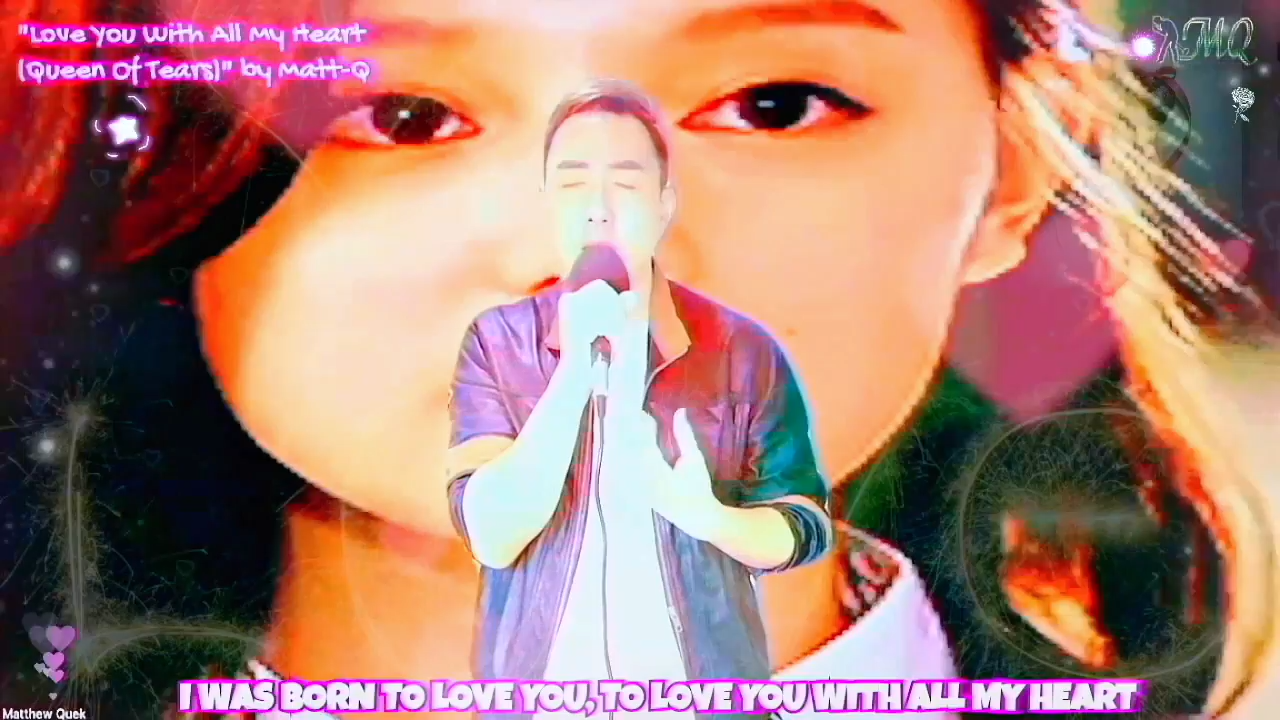 "Love You With All My Heart
(Queen Of Tears)" by Matt-Q
MQ
I WAS BORN TO LOVE YOU, TO LOVE YOU WITH ALL MY HEART
Matthew Quek